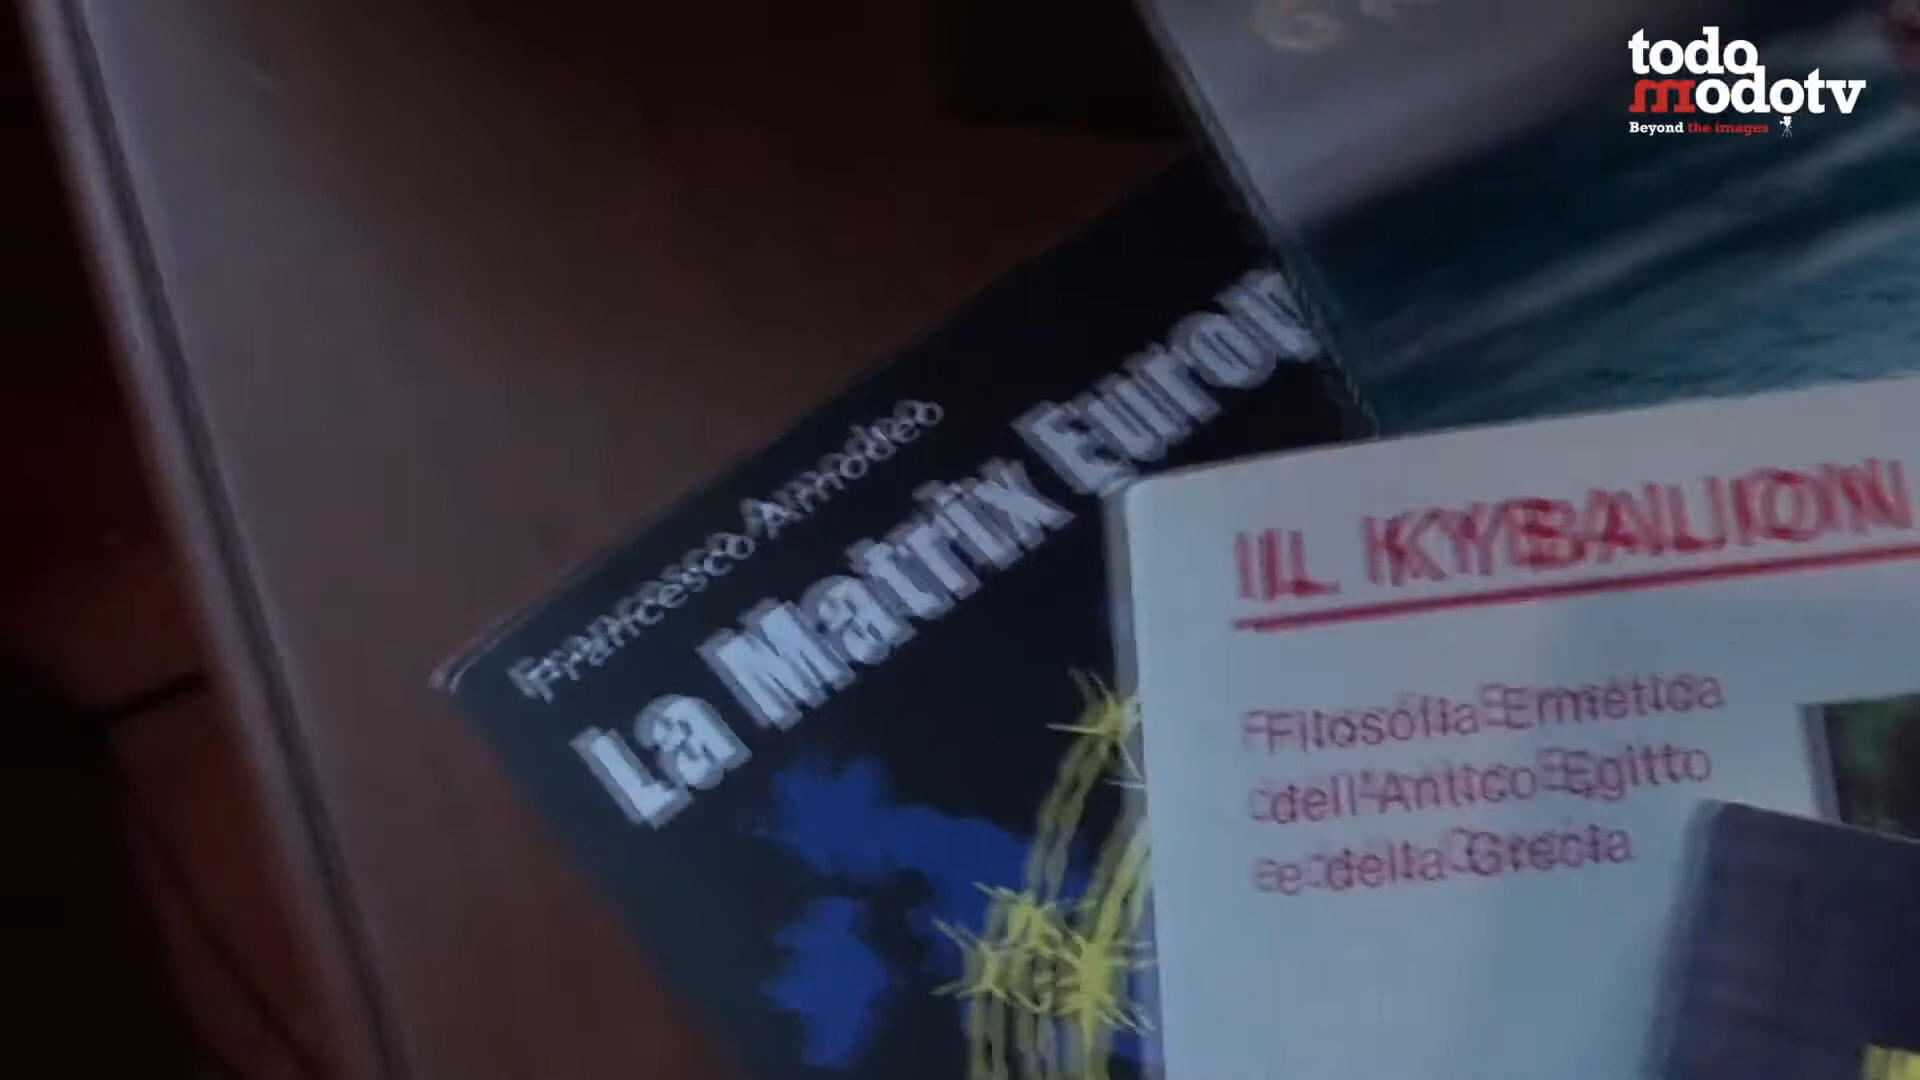 todo
modotv
Beyond the images
Francesco Amodeo
La Matrix Europ
IL KYBALION
Filosofia Ermetica
dell'Antico Egitto
e della Grecia